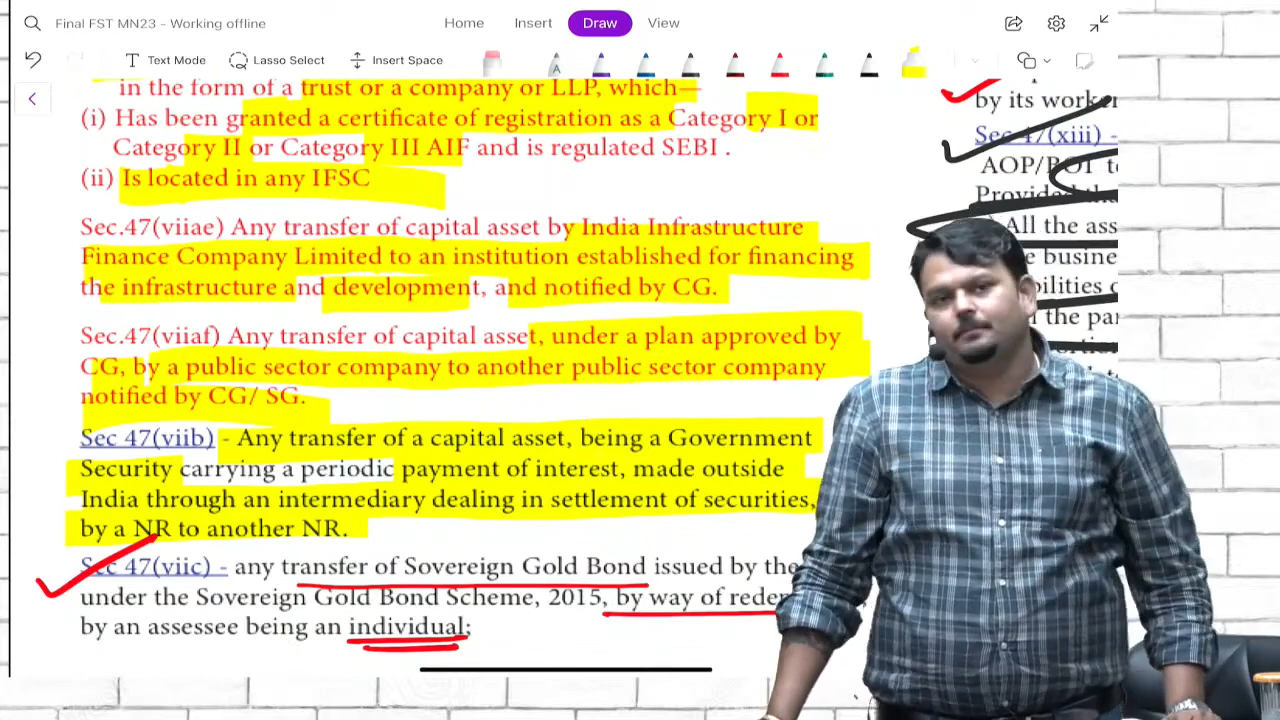 Final FST MN23 - Working offline
Home Insert Draw View
Text Mode Lasso Select Insert Space
in the form of a trust or a company or LLP, which—
(i) Has been granted a certificate of registration as a Category I or
Category II or Category III AIF and is regulated SEBI .
(ii) Is located in any IFSC
Sec.47(viiae) Any transfer of capital asset by India Infrastructure
Finance Company Limited to an institution established for financing
the infrastructure and development, and notified by CG.
Sec.47(viiaf) Any transfer of capital asset, under a plan approved by
CG, by a public sector company to another public sector company
notified by CG/ SG.
Sec 47(viib) - Any transfer of a capital asset, being a Government
Security carrying a periodic payment of interest, made outside
India through an intermediary dealing in settlement of securities,
by a NR to another NR.
Sec 47(viic) - any transfer of Sovereign Gold Bond issued by the
under the Sovereign Gold Bond Scheme, 2015, by way of
by an assessee being an individual;
by its
Sec 47(xiii) -
AOP/BOI
Provided
All the
the par